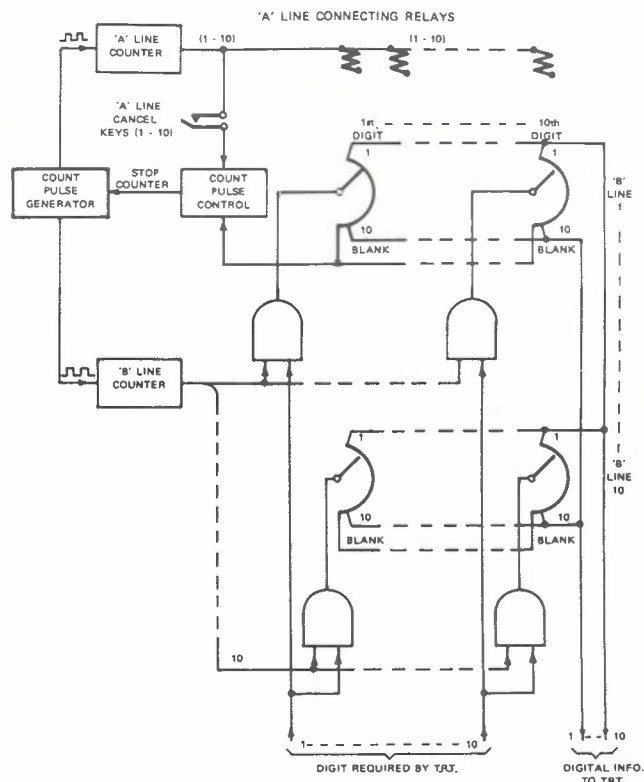 'A' LINE CONNECTING RELAYS
'A' LINE
COUNTER
(1 - 10)
(1 - 10)
'A' LINE
CANCEL
KEYS (1 - 10)
COUNT
PULSE
GENERATOR
STOP
COUNTER
COUNT
PULSE
CONTROL
1st
DIGIT
10th
DIGIT
1
1
10
10
BLANK
BLANK
'B'
LINE
1
'B' LINE
COUNTER
1
1
10
10
BLANK
BLANK
'B'
LINE
10
10
1
10
1
10
DIGIT REQUIRED BY T.R.T.
DIGITAL INFO.
TO T.R.T.